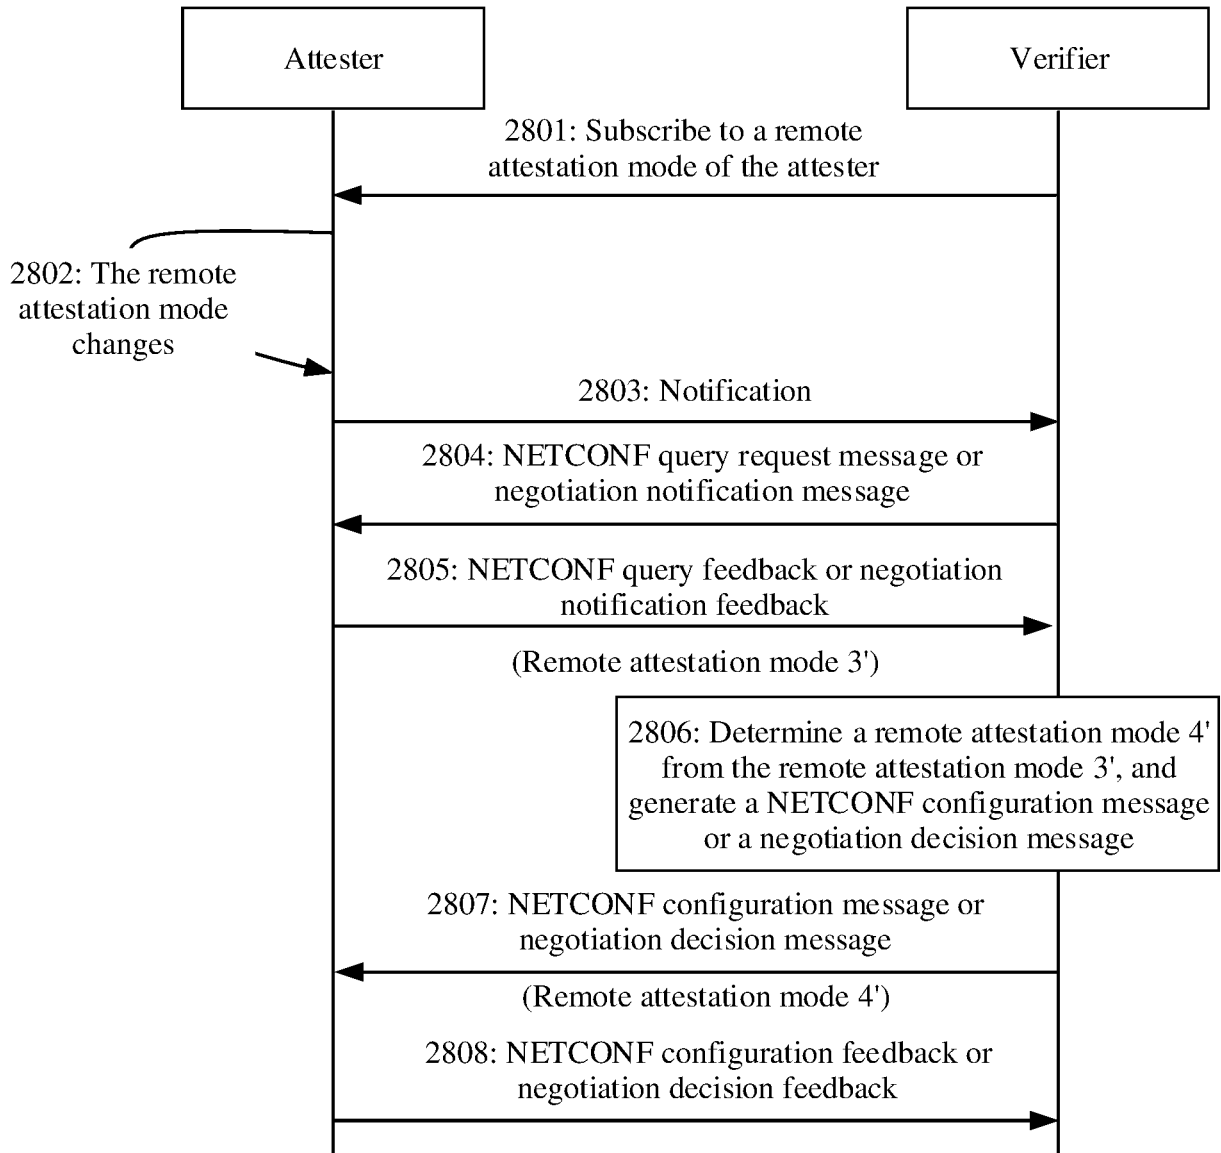 Attester
Verifier
2801: Subscribe to a remote
attestation mode of the attester
2802: The remote
attestation mode
changes
2803: Notification
2804: NETCONF query request message or
negotiation notification message
2805: NETCONF query feedback or negotiation
notification feedback
(Remote attestation mode 3')
2806: Determine a remote attestation mode 4'
from the remote attestation mode 3', and
generate a NETCONF configuration message
or a negotiation decision message
2807: NETCONF configuration message or
negotiation decision message
(Remote attestation mode 4')
2808: NETCONF configuration feedback or
negotiation decision feedback